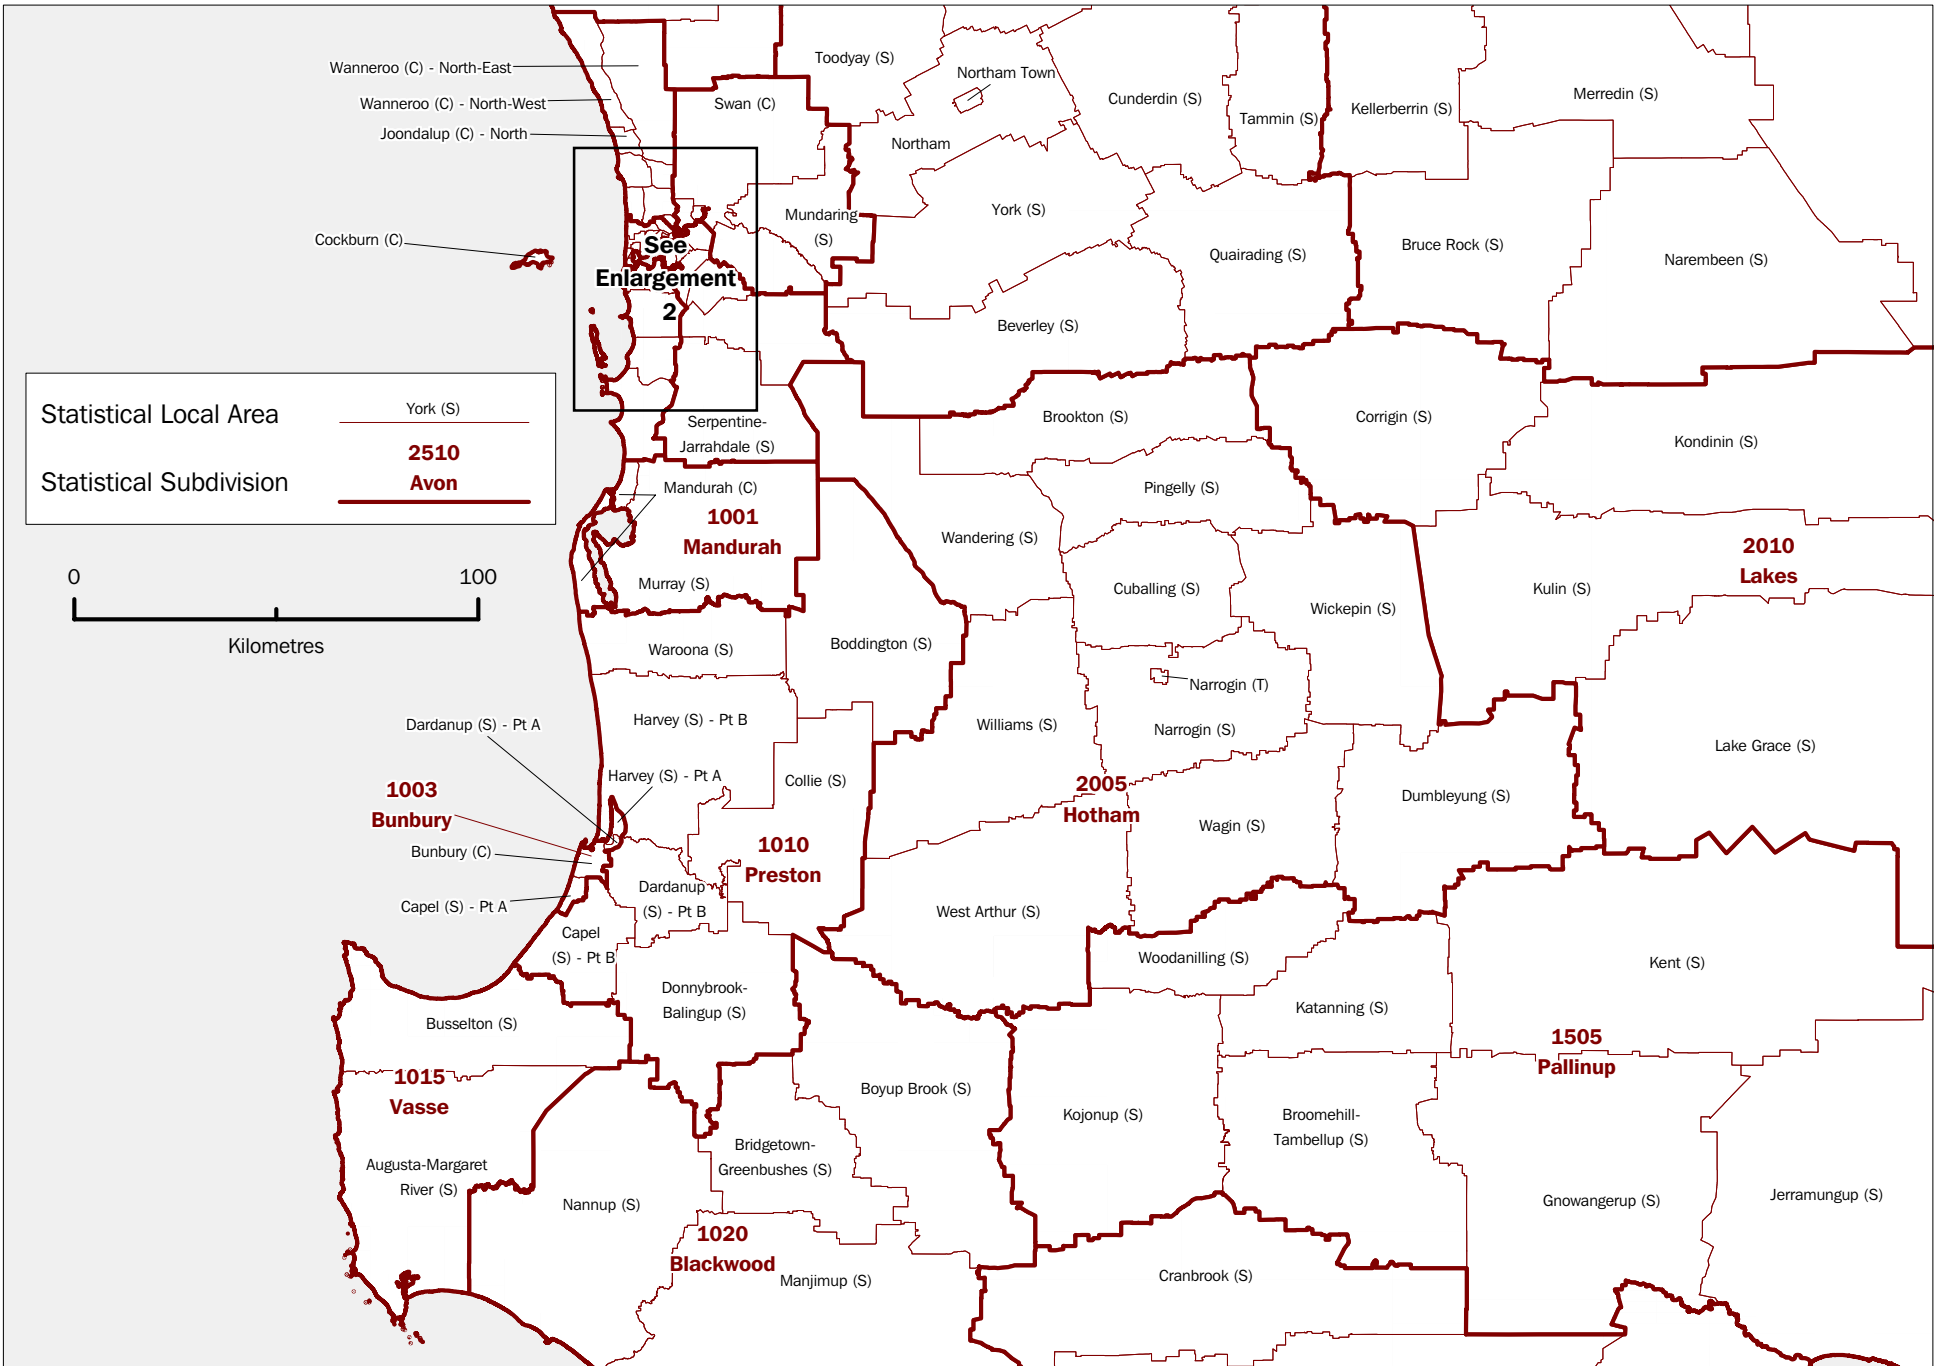 Wanneroo (C) - North-East
Wanneroo (C) - North-West
Joondalup (C) - North
Swan (C)
Toodyay (S)
Northam Town
Northam
Cunderdin (S)
Tammin (S)
Kellerberrin (S)
Merredin (S)
Cockburn (C)
See
Enlargement
2
Mundaring
(S)
York (S)
Quairading (S)
Bruce Rock (S)
Narembeen (S)
Beverley (S)
Statistical Local Area
York (S)
Statistical Subdivision
2510
Avon
Serpentine-
Jarrahdale (S)
Brookton (S)
Corrigin (S)
Kondinin (S)
Mandurah (C)
1001
Mandurah
Murray (S)
Pingelly (S)
Wandering (S)
Cuballing (S)
Wickepin (S)
Kulin (S)
2010
Lakes
0
100
Kilometres
Waroona (S)
Boddington (S)
Narrogin (T)
Narrogin (S)
Williams (S)
Lake Grace (S)
Harvey (S) - Pt B
Dardanup (S) - Pt A
Harvey (S) - Pt A
Collie (S)
1003
Bunbury
Bunbury (C)
Capel (S) - Pt A
1010
Preston
2005
Hotham
Wagin (S)
Dumbleyung (S)
Dardanup
(S) - Pt B
Capel
(S) - Pt B
West Arthur (S)
Woodanilling (S)
Kent (S)
Donnybrook-
Balingup (S)
Busselton (S)
Katanning (S)
1505
Pallinup
1015
Vasse
Boyup Brook (S)
Kojonup (S)
Broomehill-
Tambellup (S)
Augusta-Margaret
River (S)
Nannup (S)
Bridgetown-
Greenbushes (S)
Gnowangerup (S)
Jerramungup (S)
1020
Blackwood
Manjimup (S)
Cranbrook (S)